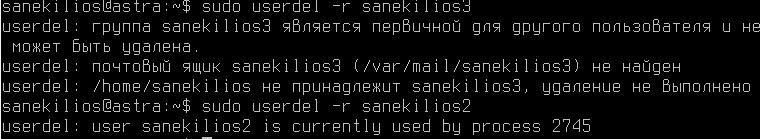 sanekilios@astra:~$ sudo userdel -r sanekilios3
userdel: группа sanekilios3 является первичной для другого пользователя и не
может быть удалена.
userdel: почтовый ящик sanekilios3 (/var/mail/sanekilios3) не найден
userdel: /home/sanekilios не принадлежит sanekilios3, удаление не выполнено
sanekilios@astra:~$ sudo userdel -r sanekilios2
userdel: user sanekilios2 is currently used by process 2745